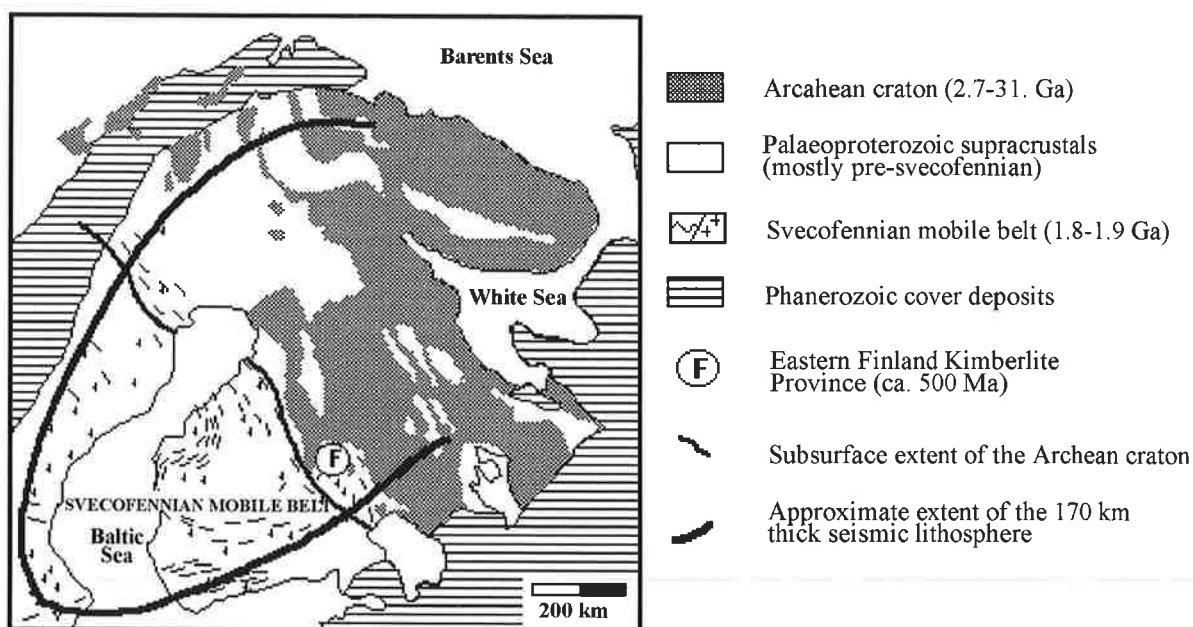 Barents Sea
White Sea
SVECOFENNIAN MOBILE BELT
Baltic
Sea
200 km
Arcahean craton (2.7-31. Ga)
Palaeoproterozoic supracrustals
(mostly pre-svecofennian)
Svecofennian mobile belt (1.8-1.9 Ga)
Phanerozoic cover deposits
F
Eastern Finland Kimberlite
Province (ca. 500 Ma)
Subsurface extent of the Archean craton
Approximate extent of the 170 km
thick seismic lithosphere
F